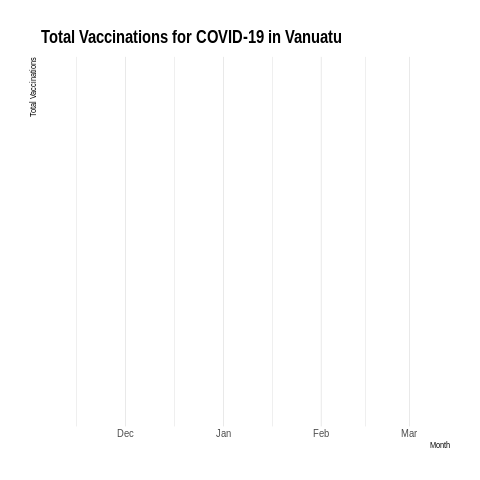 Total Vaccinations for COVID-19 in Vanuatu
Total Vaccinations
Dec Jan Feb Mar
Month